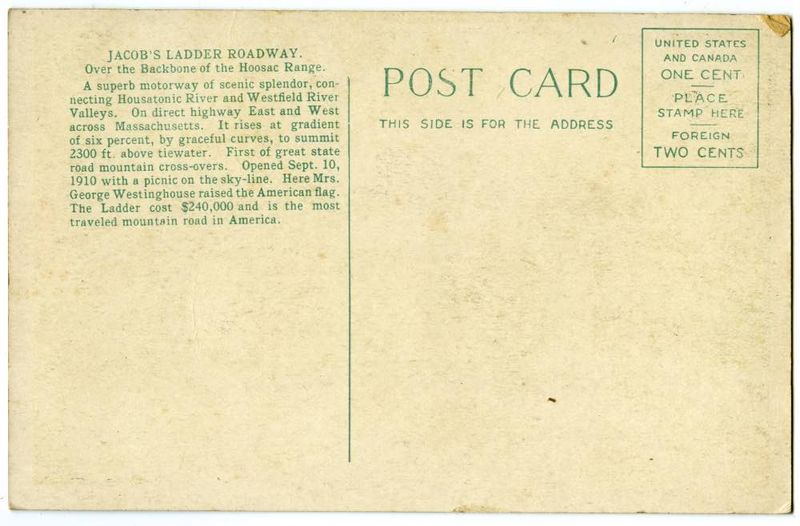 JACOB'S LADDER ROADWAY.
Over the Backbone of the Hoosac Range.
A superb motorway of scenic splendor, con-
necting Housatonic River and Westfield River
Valleys. On direct highway East and West
across Massachusetts. It rises at gradient
of six percent, by graceful curves, to summit
2300 ft. above tiewater. First of great state
road mountain cross-overs. Opened Sept. 10,
1910 with a picnic on the sky-line. Here Mrs.
George Westinghouse raised the American flag.
The Ladder cost $240,000 and is the most
traveled mountain road in America.
POST CARD
THIS SIDE IS FOR THE ADDRESS
UNITED STATES
AND CANADA
ONE CENT
PLACE
STAMP HERE
FOREIGN
TWO CENTS